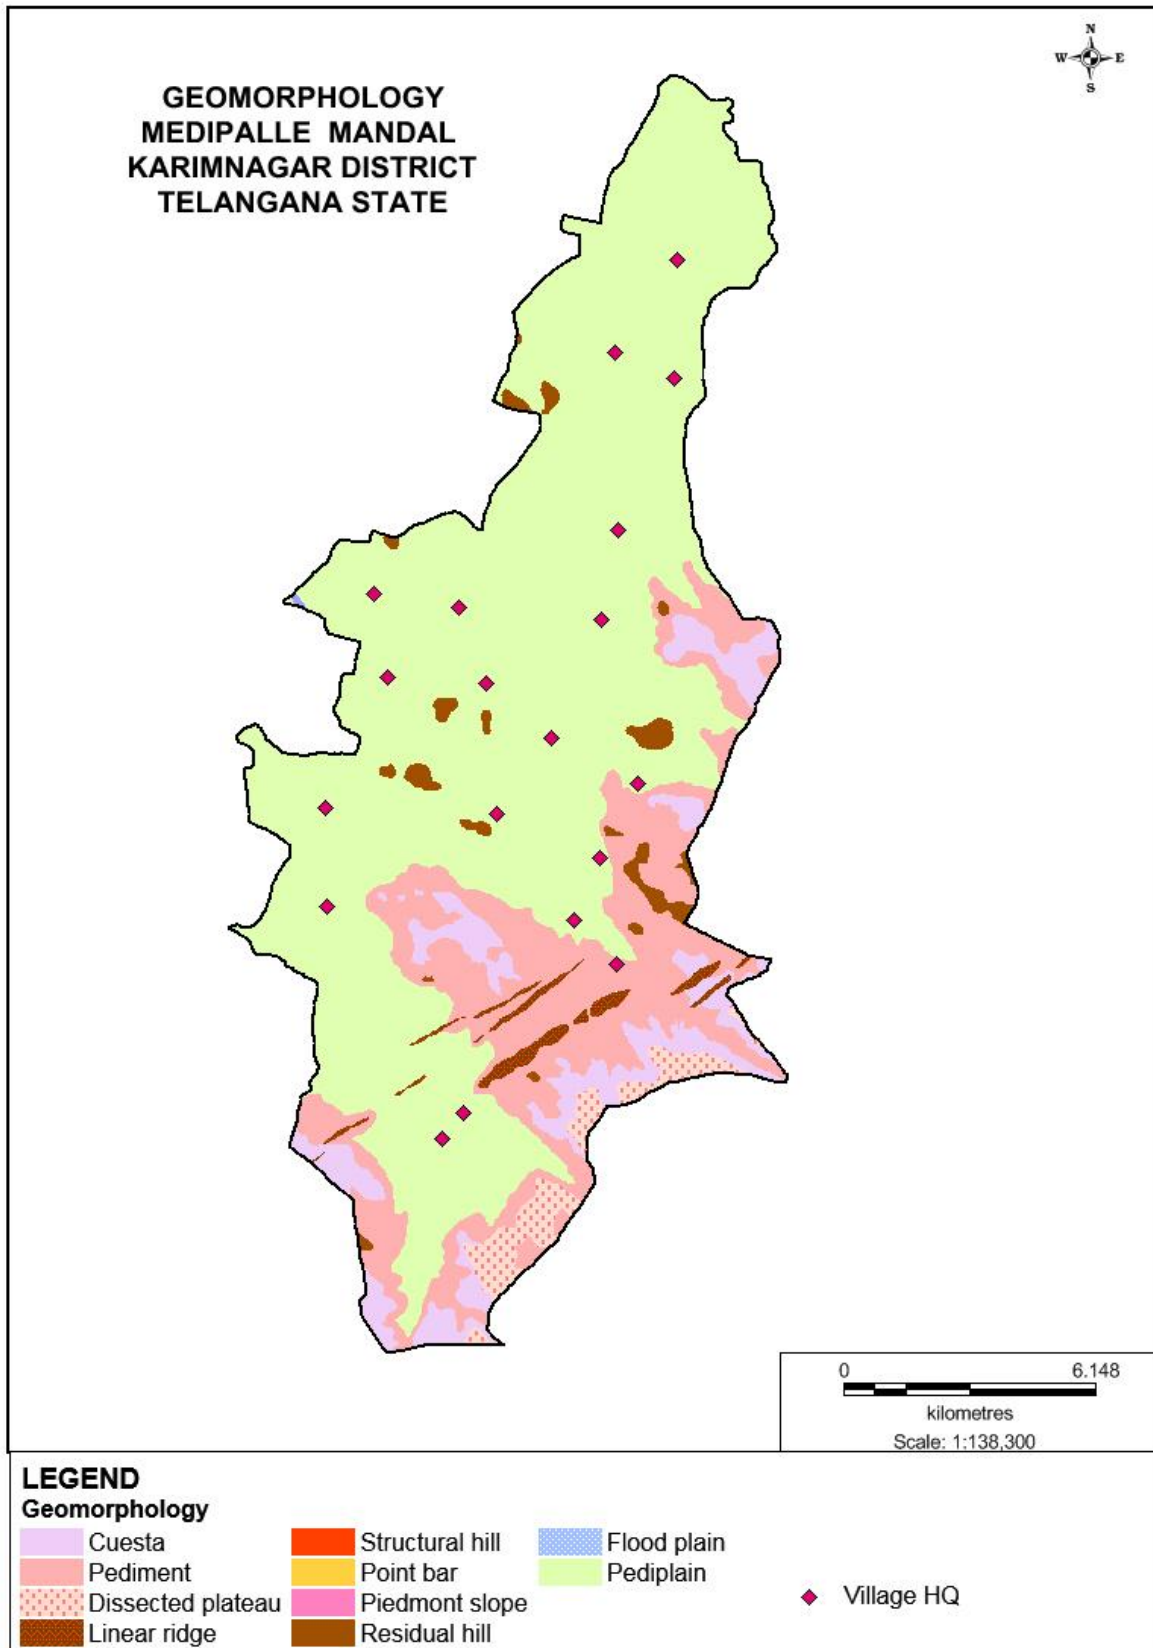 N
W E
S
GEOMORPHOLOGY
MEDIPALLE MANDAL
KARIMNAGAR DISTRICT
TELANGANA STATE
0 6.148
kilometres
Scale: 1:138,300
LEGEND
Geomorphology
Cuesta Structural hill Flood plain
Pediment Point bar Pediplain
Dissected plateau Piedmont slope Village HQ
Linear ridge Residual hill